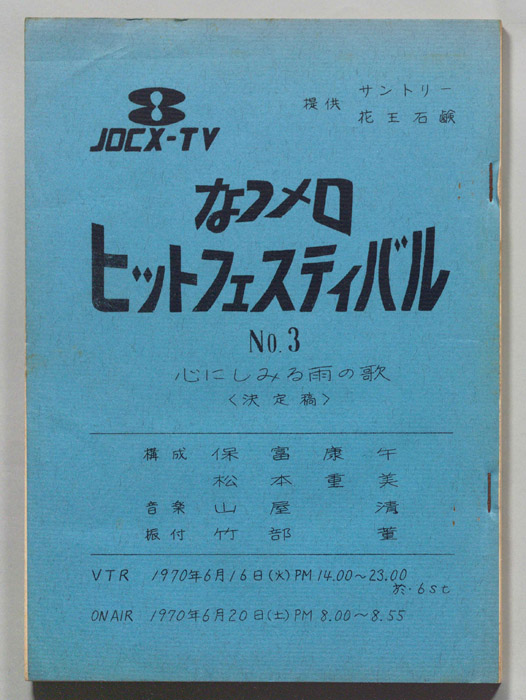 8
JOCX-TV
提供 サントリー
花王石鹸
なつメロ
ヒットフェスティバル
No.3
心にしみる雨の歌
〈決定稿〉
構成 保富康午
松本重美
音楽 山屋清
振付 竹部董
VTR 1970年6月16日(火)PM 14.00〜23.00
於・6st
ON AIR 1970年6月20日(土)PM 8.00〜8.55